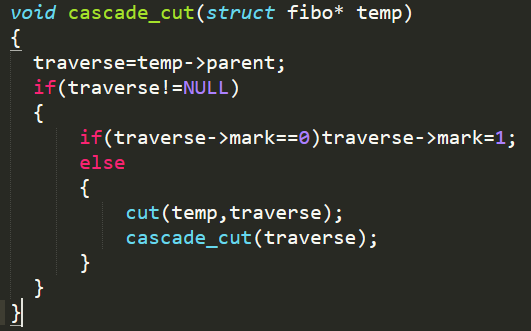 void cascade_cut(struct fibo* temp)
{
traverse=temp->parent;
if(traverse!=NULL)
{
if(traverse->mark==0)traverse->mark=1;
else
{
cut(temp,traverse);
cascade_cut(traverse);
}
}
}